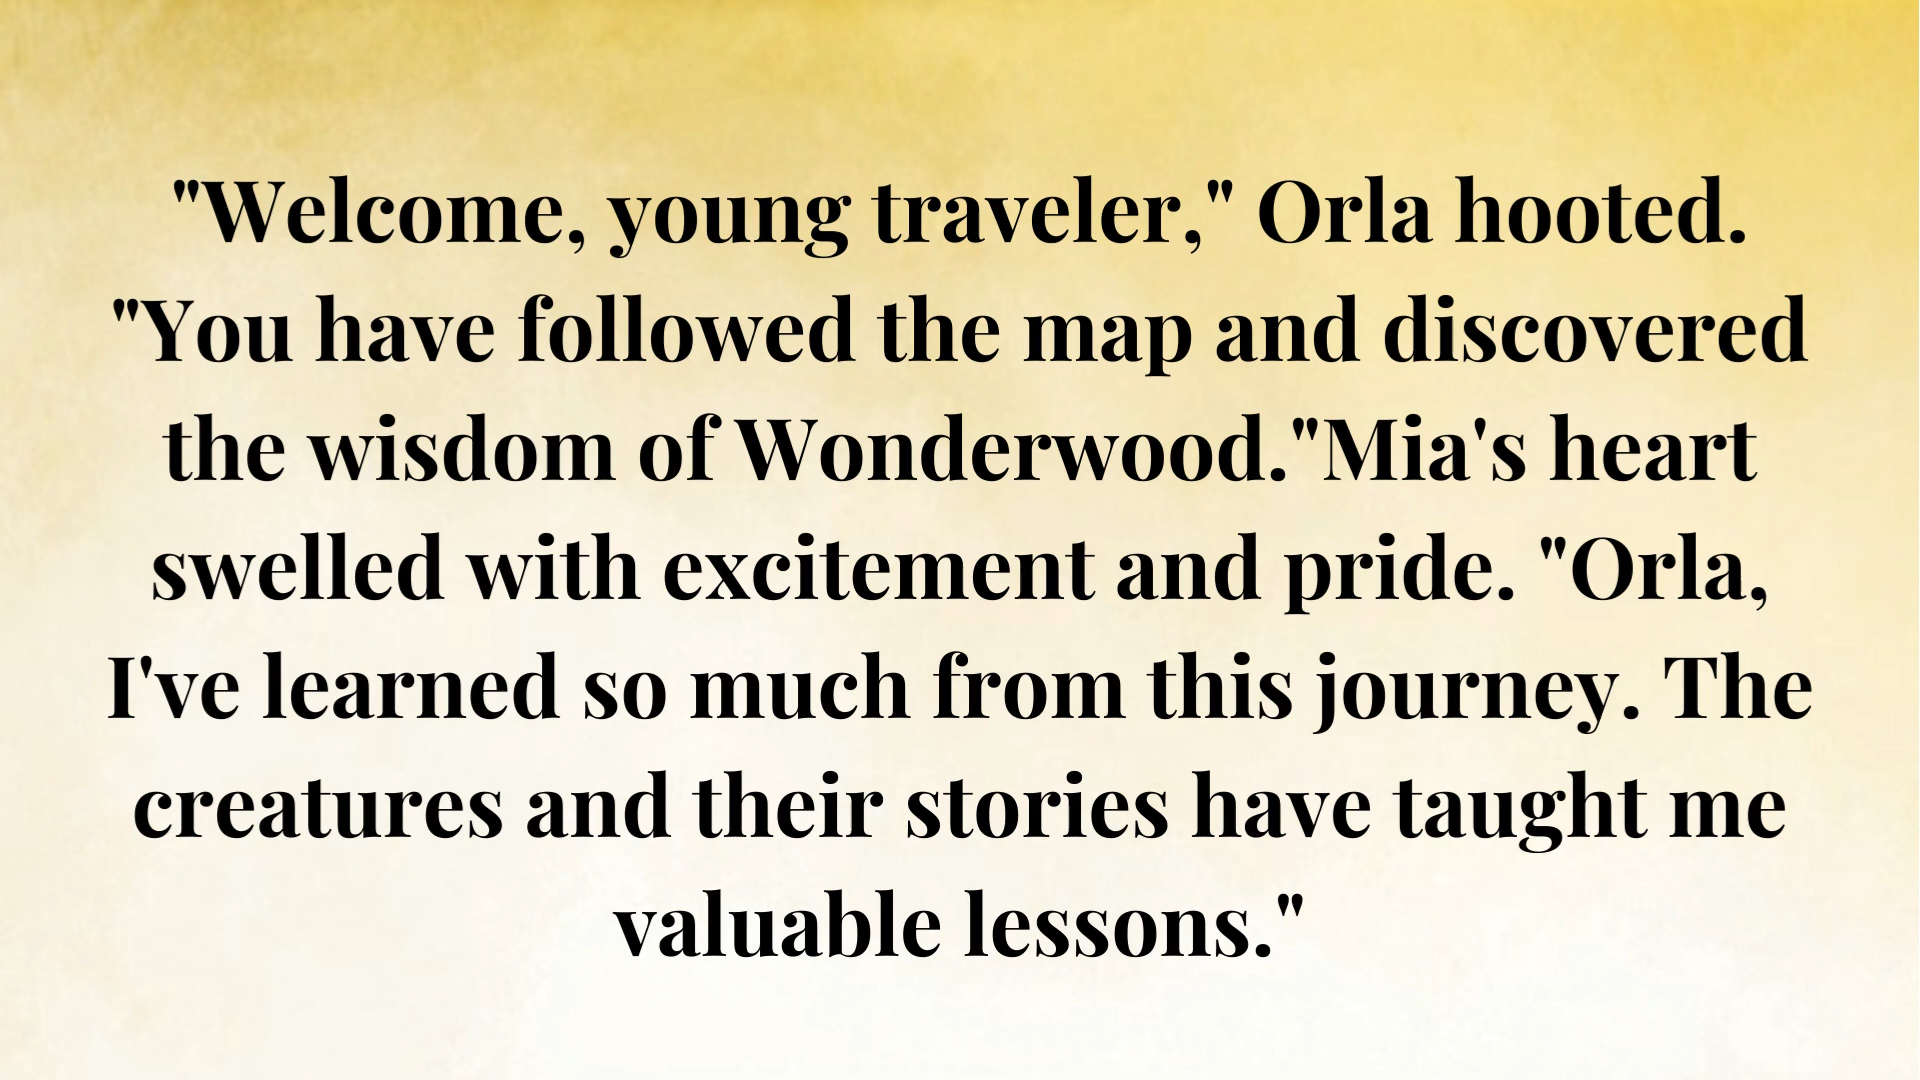 "Welcome, young traveler," Orla hooted.
"You have followed the map and discovered
the wisdom of Wonderwood."Mia's heart
swelled with excitement and pride. "Orla,
I've learned so much from this journey. The
creatures and their stories have taught me
valuable lessons."